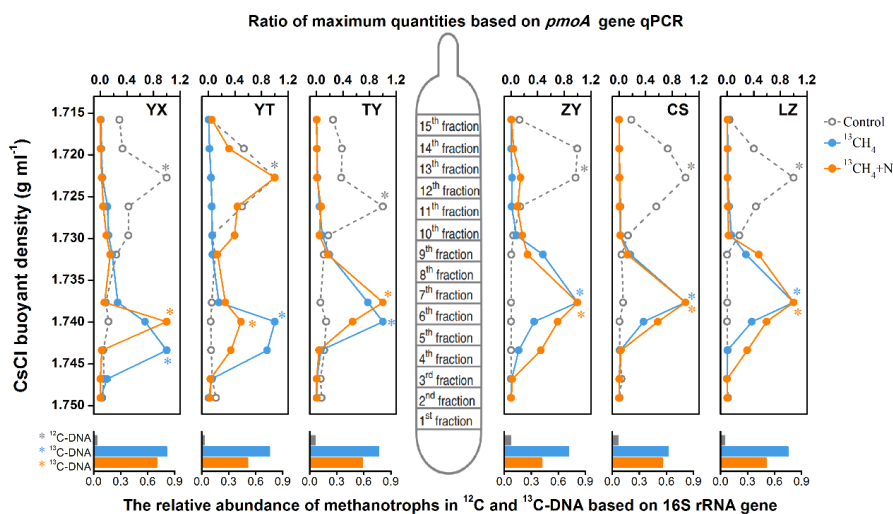 Ratio of maximum quantities based on pmoA gene qPCR
0.0 0.4 0.8 1.2 0.0 0.4 0.8 1.2 0.0 0.4 0.8 1.2 0.0 0.4 0.8 1.2 0.0 0.4 0.8 1.2 0.0 0.4 0.8 1.2
YX YT TY ZY CS LZ
CsCl buoyant density (g ml⁻¹)
1.715
1.720
1.725
1.730
1.735
1.740
1.745
1.750
15th fraction
14th fraction
13th fraction
12th fraction
11th fraction
10th fraction
9th fraction
8th fraction
7th fraction
6th fraction
5th fraction
4th fraction
3rd fraction
2nd fraction
1st fraction
Control
¹³CH₄
¹³CH₄+N
* ¹²C-DNA
* ¹³C-DNA
* ¹³C-DNA
0.0 0.3 0.6 0.9 0.0 0.3 0.6 0.9 0.0 0.3 0.6 0.9 0.0 0.3 0.6 0.9 0.0 0.3 0.6 0.9 0.0 0.3 0.6 0.9
The relative abundance of methanotrophs in ¹²C and ¹³C-DNA based on 16S rRNA gene